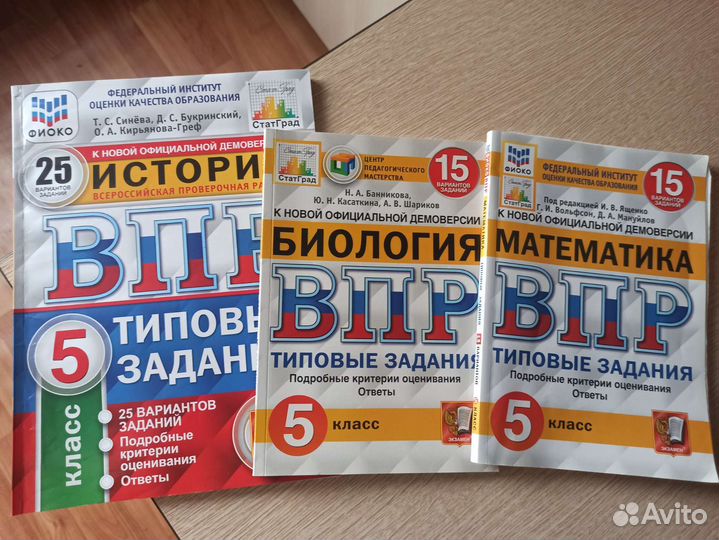 ФИОКО
ФЕДЕРАЛЬНЫЙ ИНСТИТУТ
ОЦЕНКИ КАЧЕСТВА ОБРАЗОВАНИЯ
СтатГрад
Т. С. Синёва, Д. С. Букринский,
О. А. Кирьянова-Греф
К НОВОЙ ОФИЦИАЛЬНОЙ ДЕМОВЕРСИИ
25
ВАРИАНТОВ
ЗАДАНИЙ
ИСТОРИ
ВСЕРОССИЙСКАЯ ПРОВЕРОЧНАЯ РА
ВПР
5
класс
ТИПОВЫЕ
ЗАДАНИ
25 ВАРИАНТОВ
ЗАДАНИЙ
Подробные
критерии
оценивания
Ответы
СтатГрад
ЦЕНТР
ПЕДАГОГИЧЕСКОГО
МАСТЕРСТВА
15
ВАРИАНТОВ
ЗАДАНИЙ
Н. А. Банникова,
Ю. Н. Касаткина, А. В. Шариков
К НОВОЙ ОФИЦИАЛЬНОЙ ДЕМОВЕРСИИ
БИОЛОГИЯ
ВПР
ТИПОВЫЕ ЗАДАНИЯ
Подробные критерии оценивания
Ответы
5 класс
ЭКЗАМЕН
ФИОКО
ФЕДЕРАЛЬНЫЙ ИНСТИТУТ
ОЦЕНКИ КАЧЕСТВА ОБРАЗОВАНИЯ
15
ВАРИАНТОВ
ЗАДАНИЙ
СтатГрад
Под редакцией И. В. Ященко
Г. И. Вольфсон, Д. А. Мануйлов
К НОВОЙ ОФИЦИАЛЬНОЙ ДЕМОВЕРСИИ
МАТЕМАТИКА
ВПР
ТИПОВЫЕ ЗАДАНИЯ
Подробные критерии оценивания
Ответы
5 класс
ЭКЗАМЕН
Avito